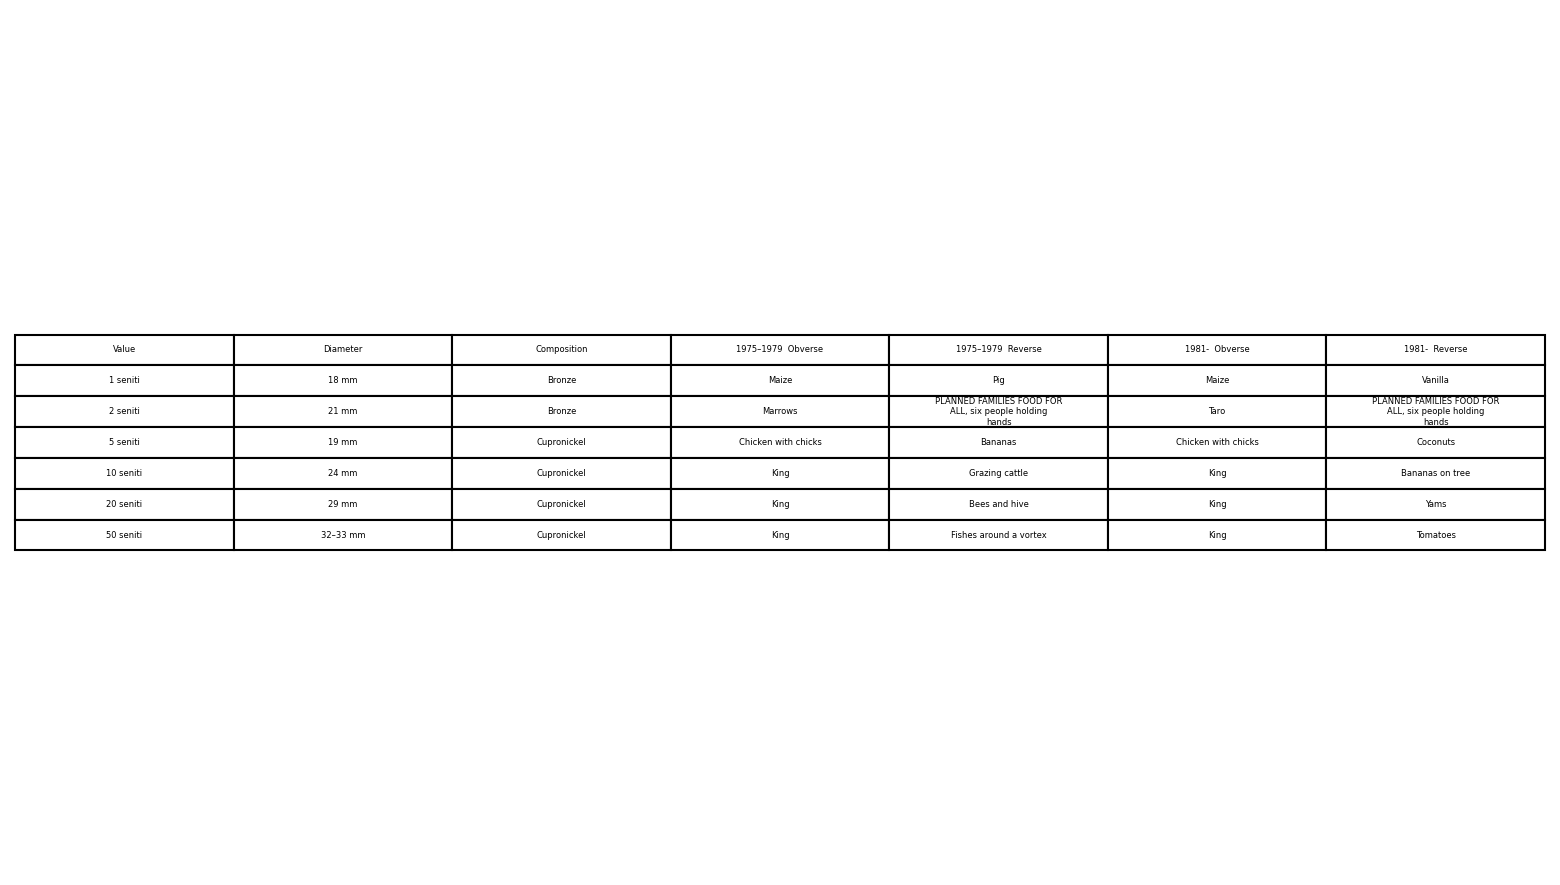 Value Diameter Composition 1975–1979  Obverse 1975–1979  Reverse 1981-  Obverse 1981-  Reverse
1 seniti 18 mm Bronze Maize Pig Maize Vanilla
2 seniti 21 mm Bronze Marrows PLANNED FAMILIES FOOD FOR
ALL, six people holding
hands Taro PLANNED FAMILIES FOOD FOR
ALL, six people holding
hands
5 seniti 19 mm Cupronickel Chicken with chicks Bananas Chicken with chicks Coconuts
10 seniti 24 mm Cupronickel King Grazing cattle King Bananas on tree
20 seniti 29 mm Cupronickel King Bees and hive King Yams
50 seniti 32–33 mm Cupronickel King Fishes around a vortex King Tomatoes